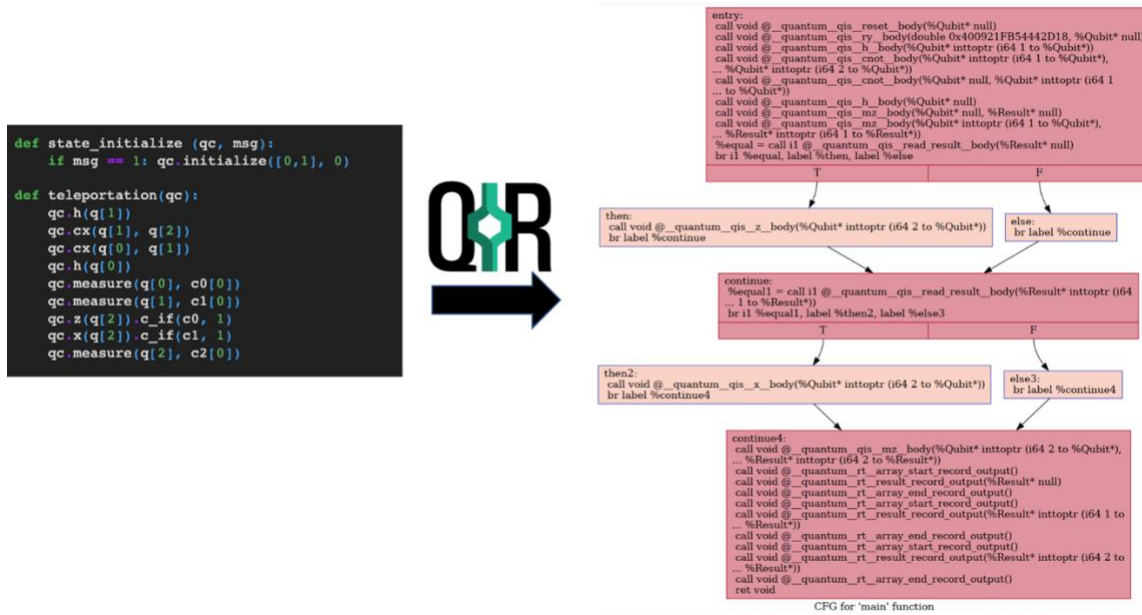 def state_initialize (qc, msg):
if msg == 1: qc.initialize([0,1], 0)
def teleportation(qc):
qc.h(q[1])
qc.cx(q[1], q[2])
qc.cx(q[0], q[1])
qc.h(q[0])
qc.measure(q[0], c0[0])
qc.measure(q[1], c1[0])
qc.z(q[2]).c_if(c0, 1)
qc.x(q[2]).c_if(c1, 1)
qc.measure(q[2], c2[0])
QIR
entry:
call void @__quantum__qis__reset__body(%Qubit* null)
call void @__quantum__qis__ry__body(double 0x400921FB54442D18, %Qubit* null)
call void @__quantum__qis__h__body(%Qubit* inttoptr (i64 1 to %Qubit*))
call void @__quantum__qis__cnot__body(%Qubit* inttoptr (i64 1 to %Qubit*),
... %Qubit* inttoptr (i64 2 to %Qubit*))
call void @__quantum__qis__cnot__body(%Qubit* null, %Qubit* inttoptr (i64 1
... to %Qubit*))
call void @__quantum__qis__h__body(%Qubit* null)
call void @__quantum__qis__mz__body(%Qubit* null, %Result* null)
call void @__quantum__qis__mz__body(%Qubit* inttoptr (i64 1 to %Qubit*),
... %Result* inttoptr (i64 1 to %Result*))
%equal = call i1 @__quantum__qis__read_result__body(%Result* null)
br i1 %equal, label %then, label %else
T F
then:
call void @__quantum__qis__z__body(%Qubit* inttoptr (i64 2 to %Qubit*))
br label %continue
else:
br label %continue
continue:
%equal1 = call i1 @__quantum__qis__read_result__body(%Result* inttoptr (i64
... 1 to %Result*))
br i1 %equal1, label %then2, label %else3
T F
then2:
call void @__quantum__qis__x__body(%Qubit* inttoptr (i64 2 to %Qubit*))
br label %continue4
else3:
br label %continue4
continue4:
call void @__quantum__qis__mz__body(%Qubit* inttoptr (i64 2 to %Qubit*),
... %Result* inttoptr (i64 2 to %Result*))
call void @__quantum__rt__array_start_record_output()
call void @__quantum__rt__result_record_output(%Result* null)
call void @__quantum__rt__array_end_record_output()
call void @__quantum__rt__array_start_record_output()
call void @__quantum__rt__result_record_output(%Result* inttoptr (i64 1 to
... %Result*))
call void @__quantum__rt__array_end_record_output()
call void @__quantum__rt__array_start_record_output()
call void @__quantum__rt__result_record_output(%Result* inttoptr (i64 2 to
... %Result*))
call void @__quantum__rt__array_end_record_output()
ret void
CFG for 'main' function